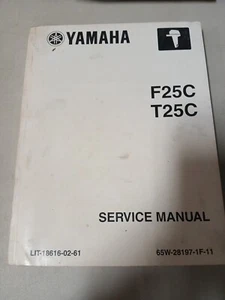 YAMAHA
F25C
T25C
SERVICE MANUAL
LIT-18616-02-61
65W-28197-1F-11